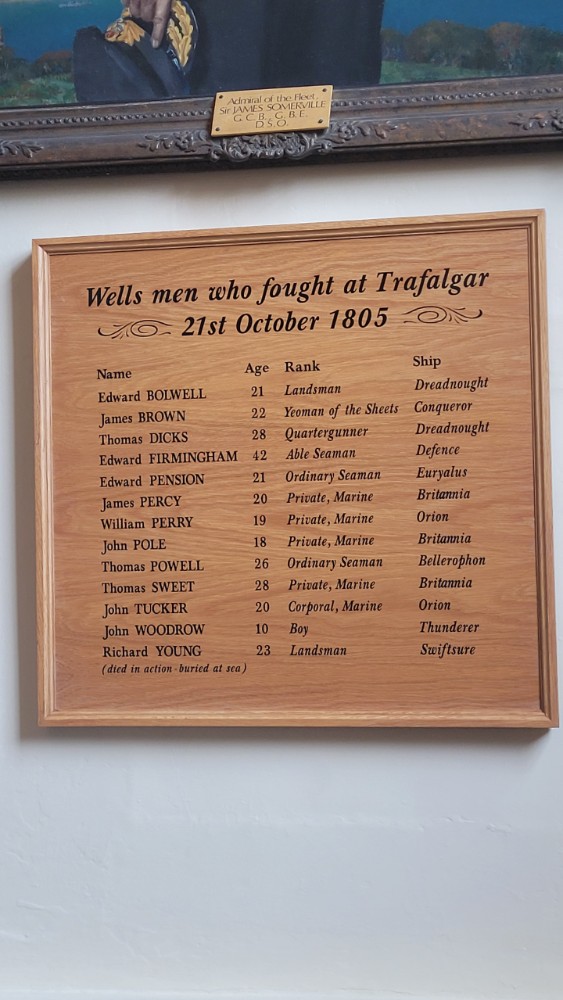 Admiral of the Fleet
Sir JAMES SOMERVILLE
G.C.B., G.B.E.
D.S.O.
Wells men who fought at Trafalgar
21st October 1805
Name Age Rank Ship
Edward BOLWELL 21 Landsman Dreadnought
James BROWN 22 Yeoman of the Sheets Conqueror
Thomas DICKS 28 Quartergunner Dreadnought
Edward FIRMINGHAM 42 Able Seaman Defence
Edward PENSION 21 Ordinary Seaman Euryalus
James PERCY 20 Private, Marine Britannia
William PERRY 19 Private, Marine Orion
John POLE 18 Private, Marine Britannia
Thomas POWELL 26 Ordinary Seaman Bellerophon
Thomas SWEET 28 Private, Marine Britannia
John TUCKER 20 Corporal, Marine Orion
John WOODROW 10 Boy Thunderer
Richard YOUNG 23 Landsman Swiftsure
(died in action - buried at sea)